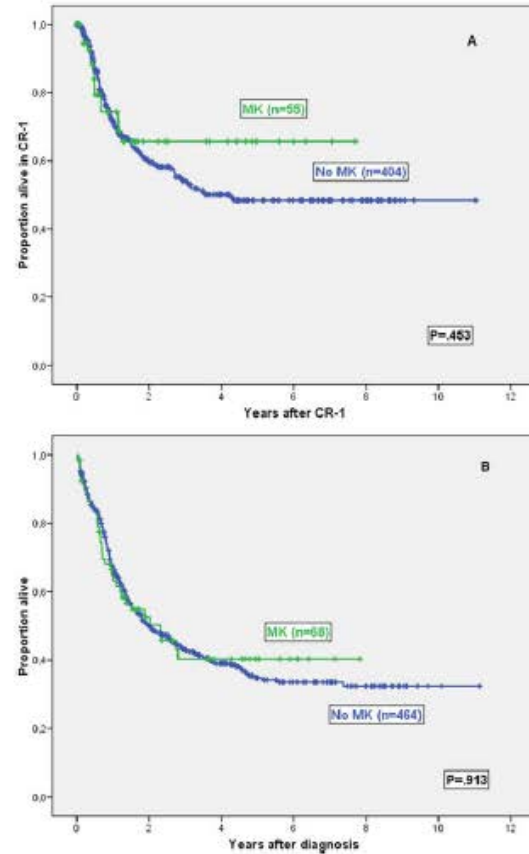 A
1,0
0,8
0,6
0,4
0,2
0,0
Proportion alive in CR-1
MK (n=55)
No MK (n=404)
P=.453
0 2 4 6 8 10 12
Years after CR-1
B
1,0
0,8
0,6
0,4
0,2
0,0
Proportion alive
MK (n=68)
No MK (n=464)
P=.913
0 2 4 6 8 10 12
Years after diagnosis